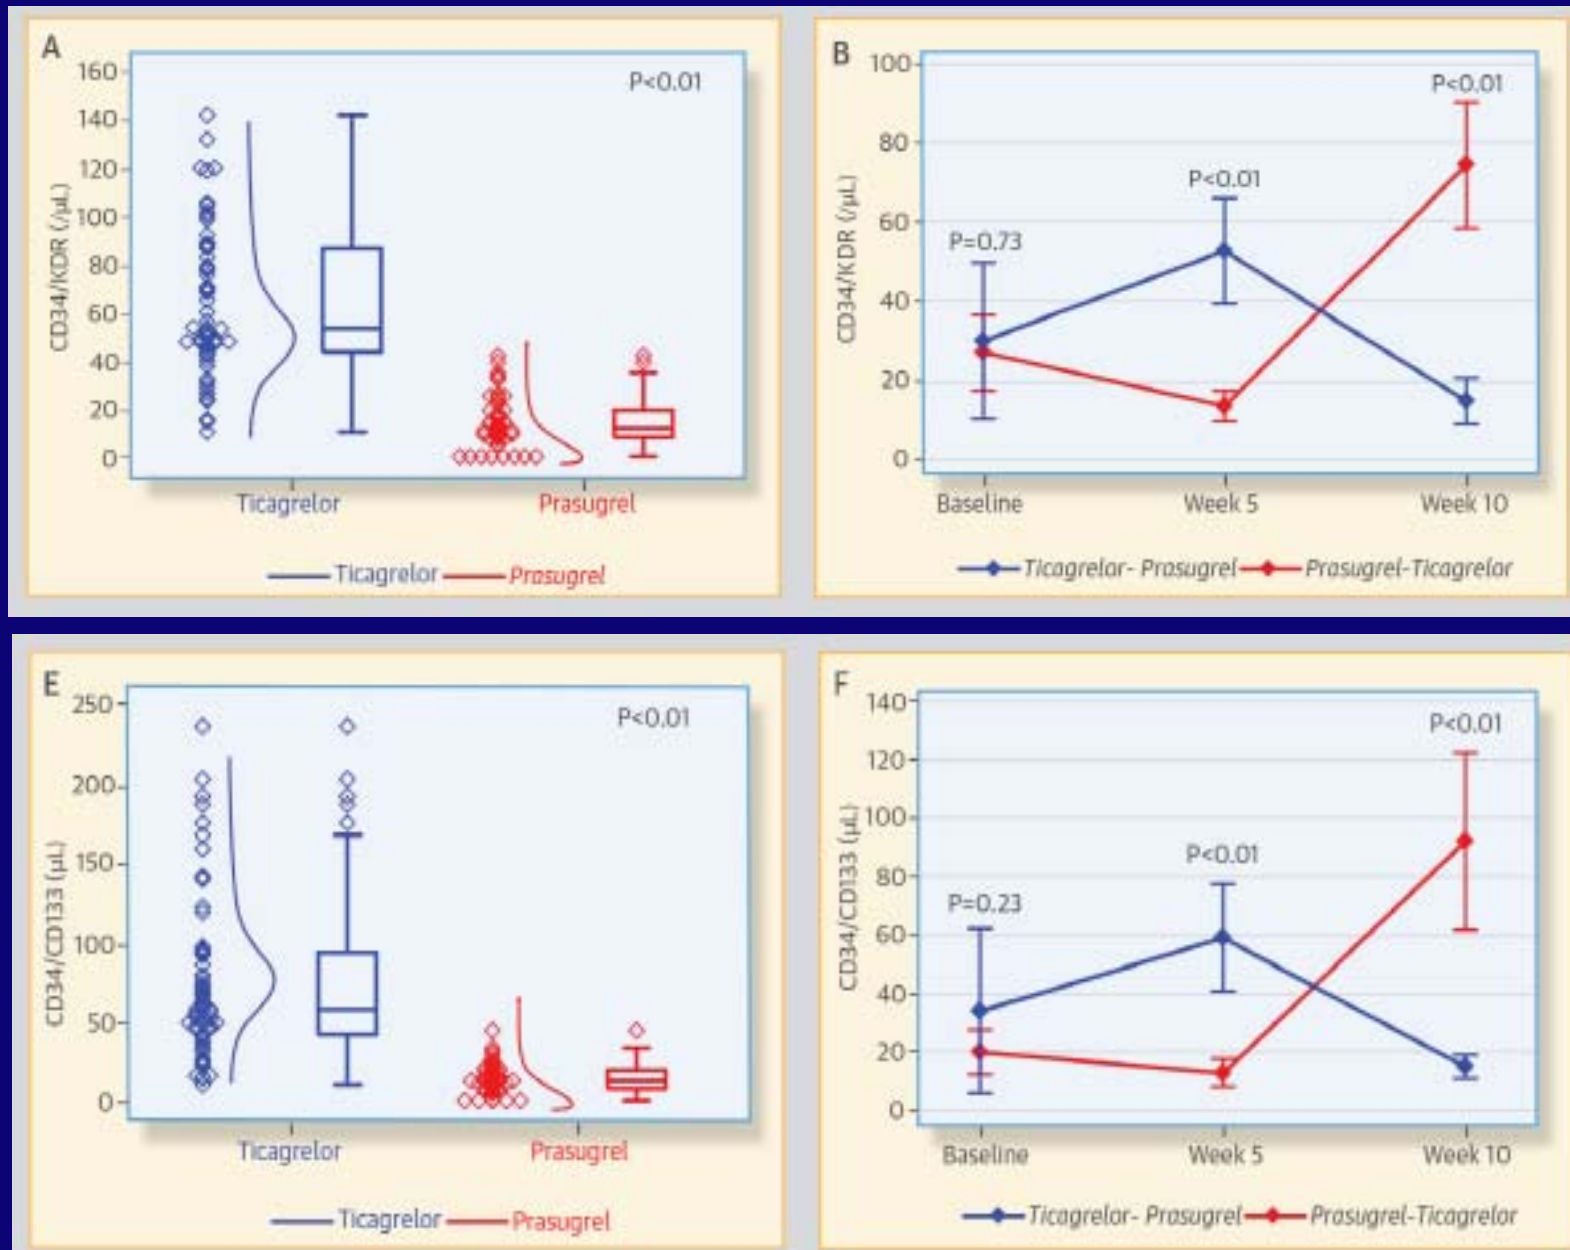 A
160
140
120
100
80
60
40
20
0
CD34/KDR (/μL)
P<0.01
Ticagrelor
Prasugrel
Ticagrelor
Prasugrel
B
100
80
60
40
20
0
CD34/KDR (/μL)
P=0.73
P<0.01
P<0.01
Baseline
Week 5
Week 10
Ticagrelor- Prasugrel
Prasugrel-Ticagrelor
E
250
200
150
100
50
0
CD34/CD133 (μL)
P<0.01
Ticagrelor
Prasugrel
Ticagrelor
Prasugrel
F
140
120
100
80
60
40
20
0
CD34/CD133 (μL)
P=0.23
P<0.01
P<0.01
Baseline
Week 5
Week 10
Ticagrelor- Prasugrel
Prasugrel-Ticagrelor